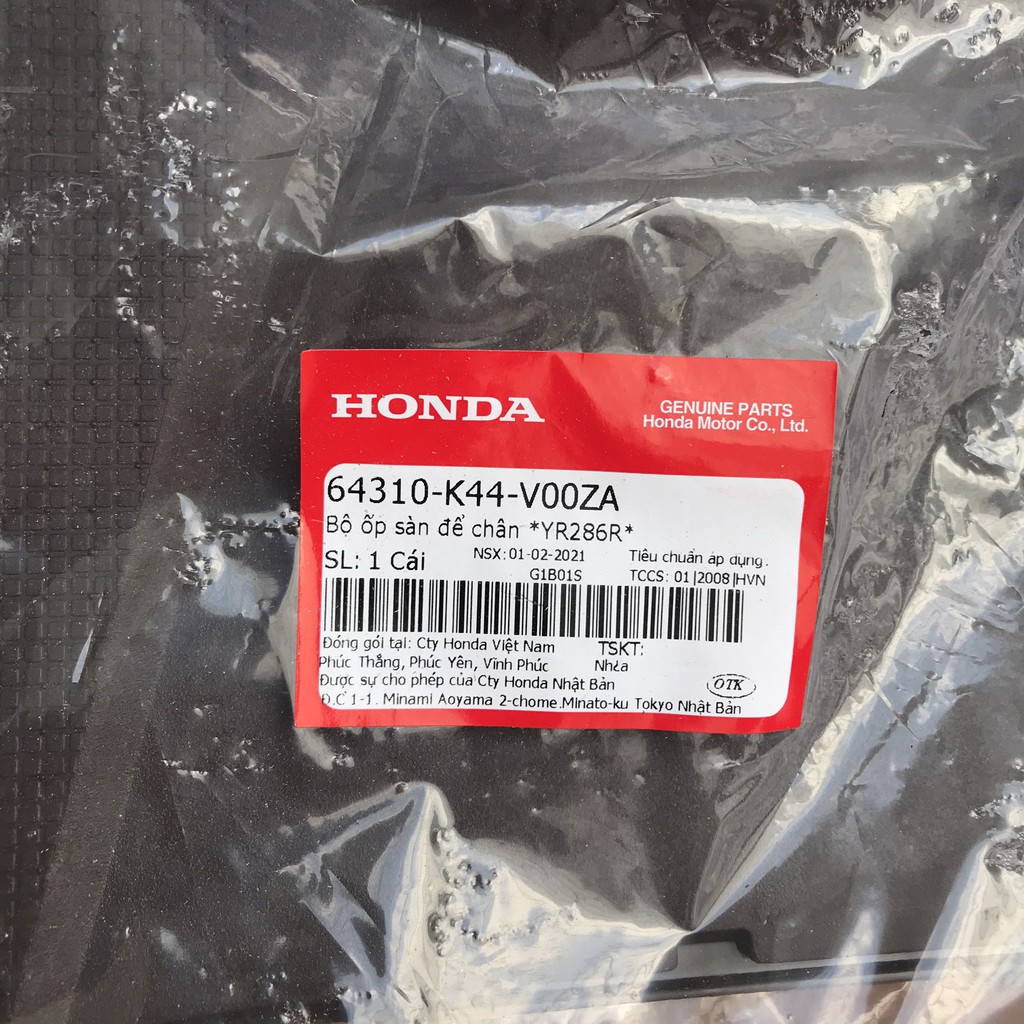 HONDA
GENUINE PARTS
Honda Motor Co., Ltd.
64310-K44-V00ZA
Bộ ốp sàn để chân *YR286R*
SL: 1 Cái
NSX: 01-02-2021
Tiêu chuẩn áp dụng.
G1B01S
TCCS: 01|2008|HVN
Đóng gói tại: Cty Honda Việt Nam
TSKT:
Phúc Thắng, Phúc Yên, Vĩnh Phúc
Nhựa
Được sự cho phép của Cty Honda Nhật Bản
OTK
Đ.C 1-1. Minami Aoyama 2-chome.Minato-ku Tokyo Nhật Bản